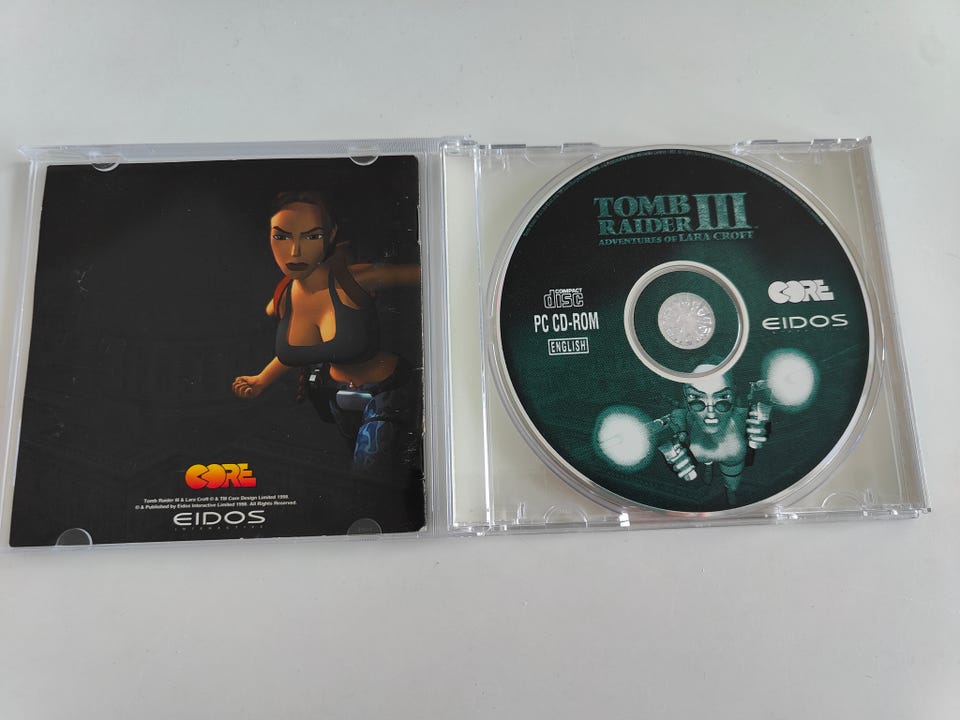 CORE
Tomb Raider III & Lara Croft © & TM Core Design Limited 1998.
© & Published by Eidos Interactive Limited 1998. All Rights Reserved.
EIDOS
INTERACTIVE
TOMB
RAIDER III
ADVENTURES OF LARA CROFT
COMPACT
disc
PC CD-ROM
ENGLISH
CORE
EIDOS